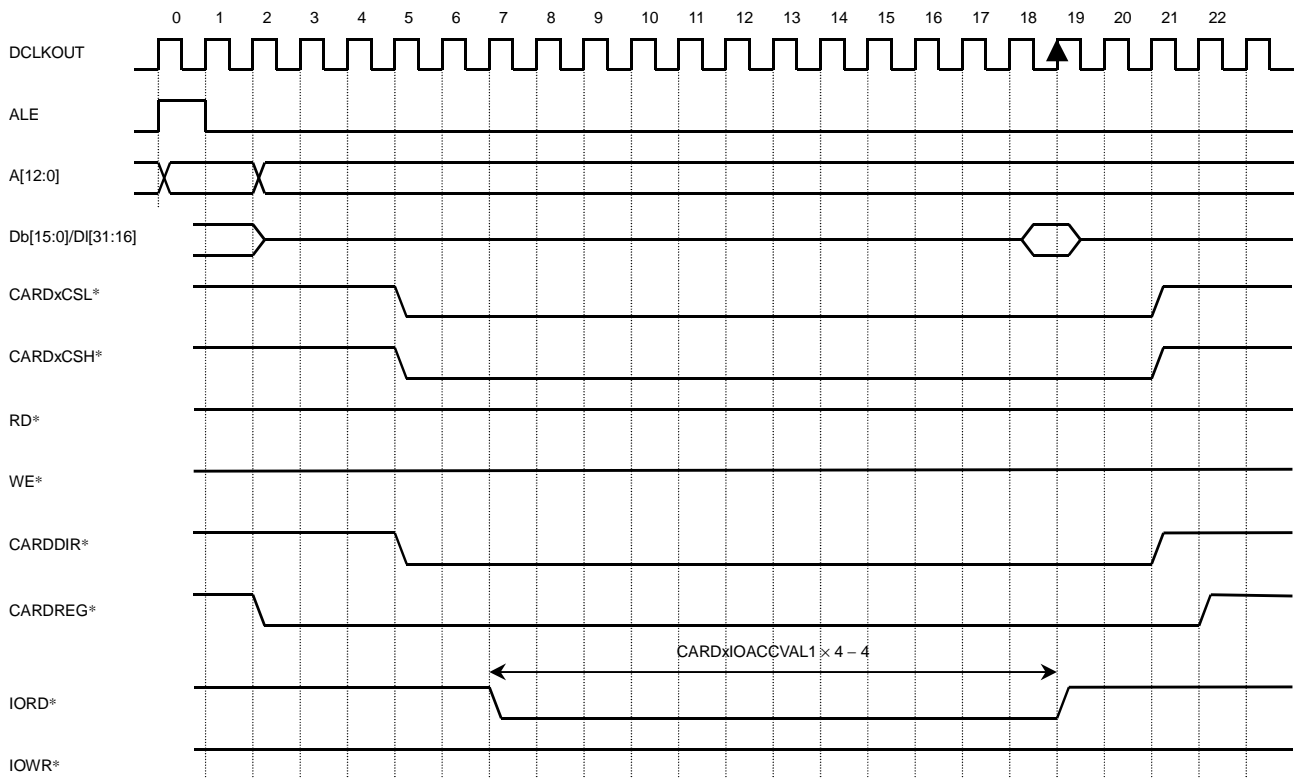 0 1 2 3 4 5 6 7 8 9 10 11 12 13 14 15 16 17 18 19 20 21 22
DCLKOUT
ALE
A[12:0]
Db[15:0]/DI[31:16]
CARDxCSL*
CARDxCSH*
RD*
WE*
CARDDIR*
CARDREG*
CARDxIOACCVAL1 × 4 – 4
IORD*
IOWR*